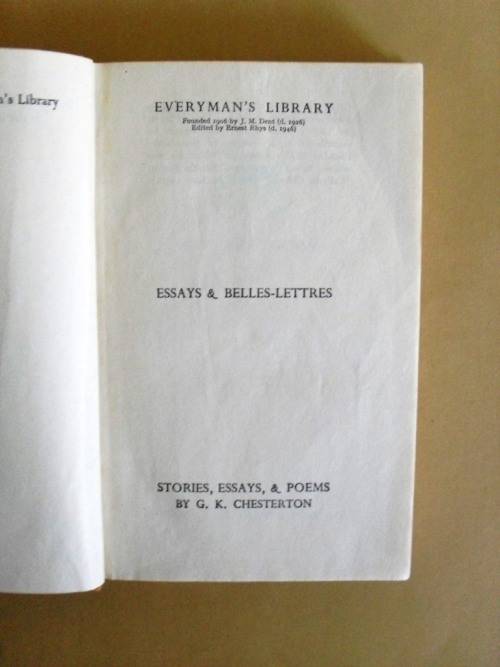 's Library
EVERYMAN'S LIBRARY
Founded 1906 by J. M. Dent (d. 1926)
Edited by Ernest Rhys (d. 1946)
ESSAYS & BELLES-LETTRES
STORIES, ESSAYS, & POEMS
BY G. K. CHESTERTON